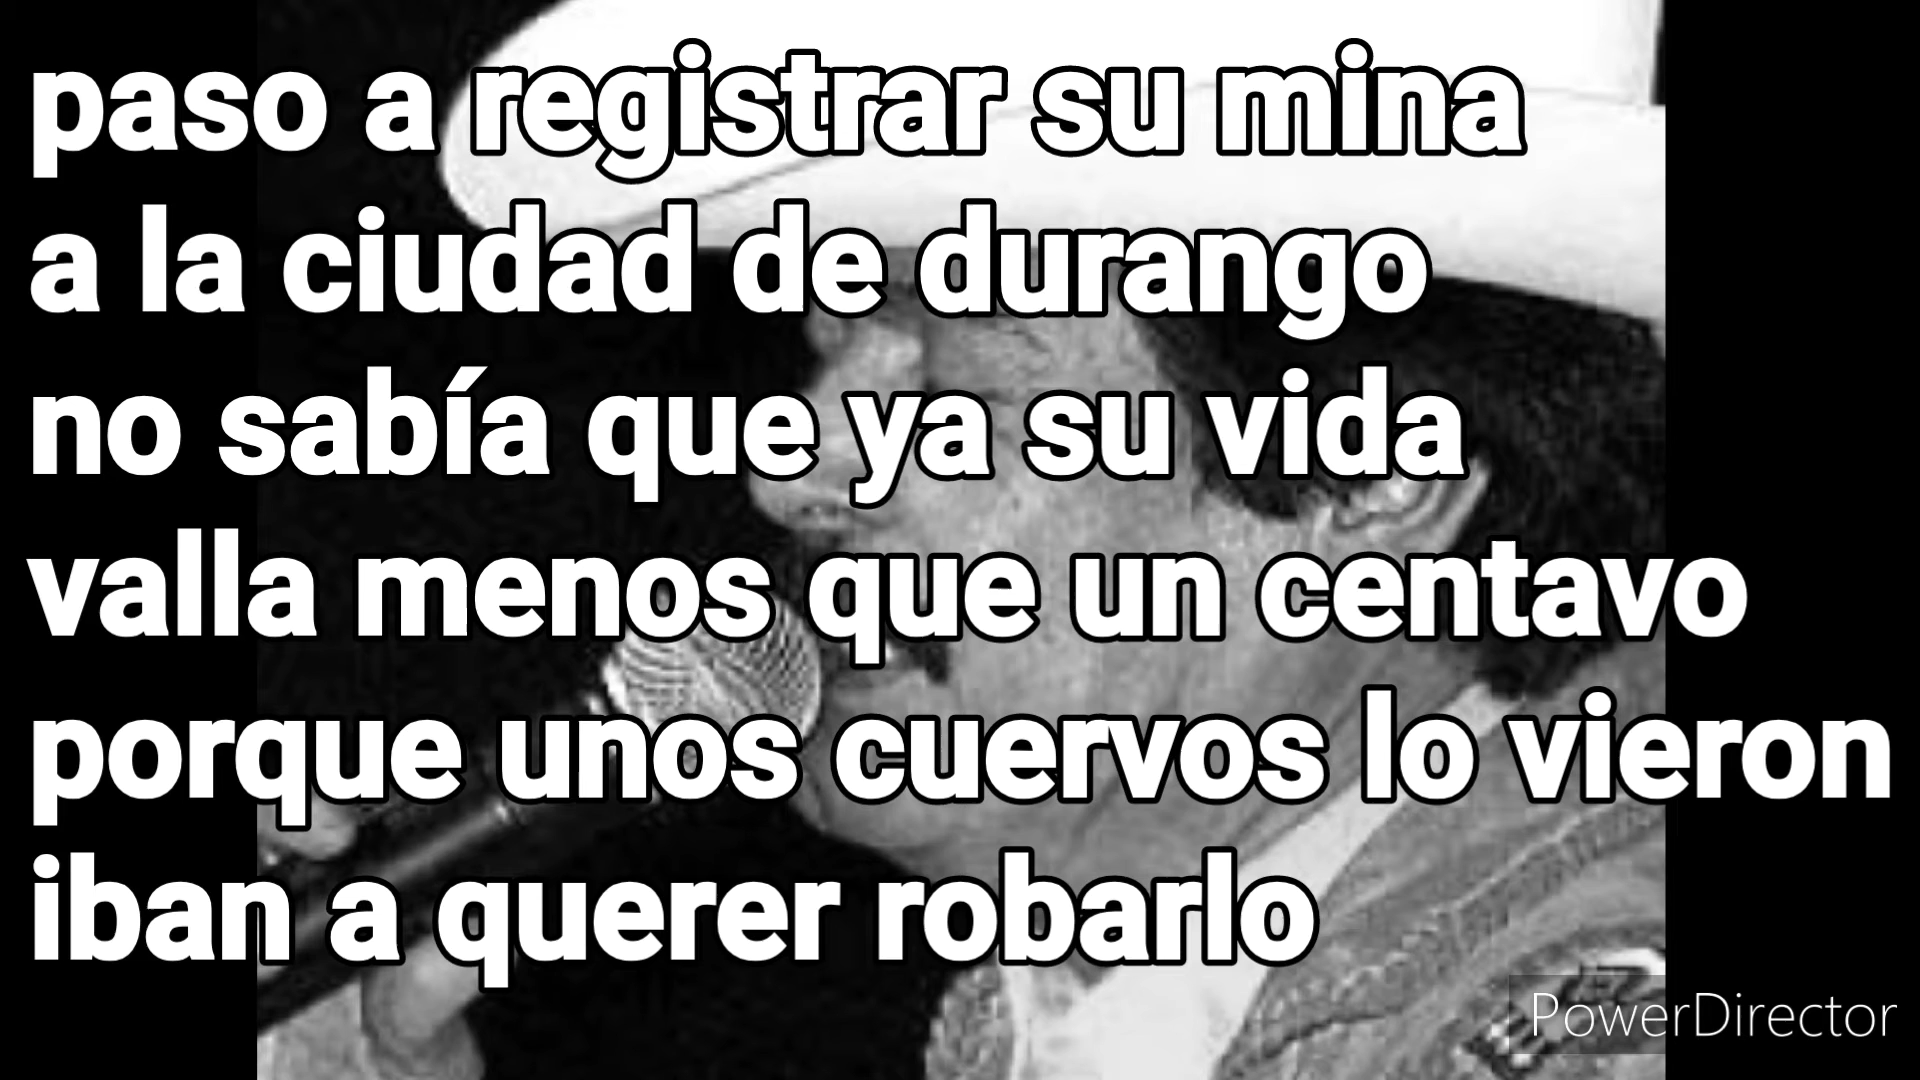 paso a registrar su mina
a la ciudad de durango
no sabía que ya su vida
valla menos que un centavo
porque unos cuervos lo vieron
iban a querer robarlo
PowerDirector